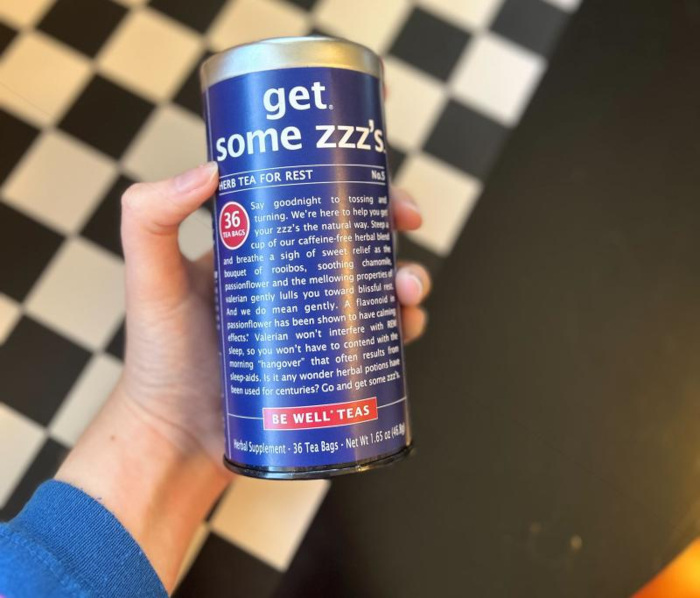 get.
some zzz's.
HERB TEA FOR REST No.5
36
TEA BAGS
Say goodnight to tossing and
turning. We're here to help you get
your zzz's the natural way. Steep a
cup of our caffeine-free herbal blend
and breathe a sigh of sweet relief as the
bouquet of rooibos, soothing chamomile,
passionflower and the mellowing properties of
valerian gently lulls you toward blissful rest.
And we do mean gently. A flavonoid in
passionflower has been shown to have calming
effects.* Valerian won't interfere with REM
sleep, so you won't have to contend with the
morning "hangover" that often results from
sleep-aids. Is it any wonder herbal potions have
been used for centuries? Go and get some zzz's.
BE WELL® TEAS
Herbal Supplement - 36 Tea Bags - Net Wt 1.65 oz (46.8g)